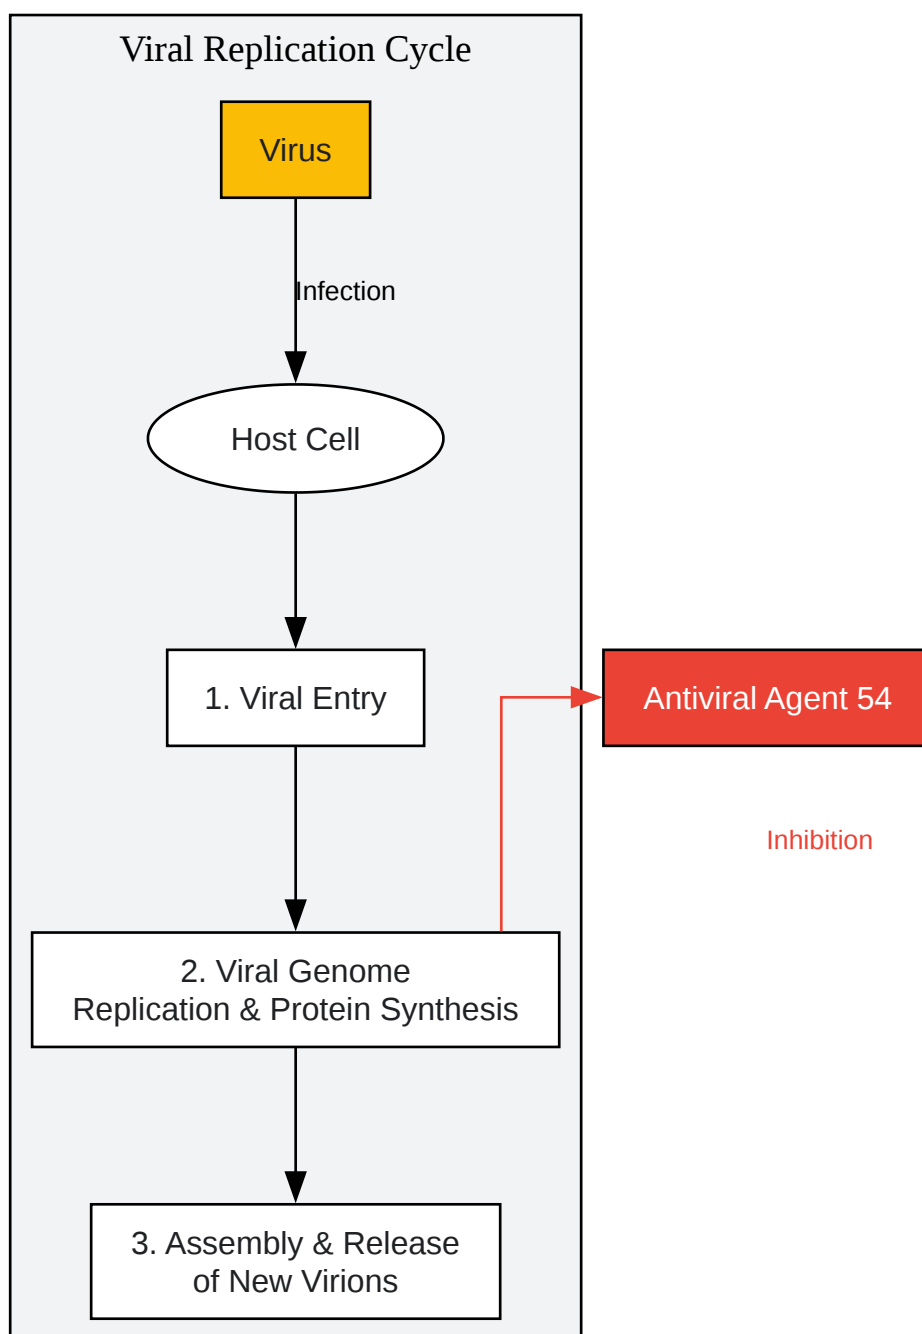 Viral Replication Cycle
Virus
Infection
Host Cell
1. Viral Entry
Antiviral Agent 54
Inhibition
2. Viral Genome
Replication & Protein Synthesis
3. Assembly & Release
of New Virions